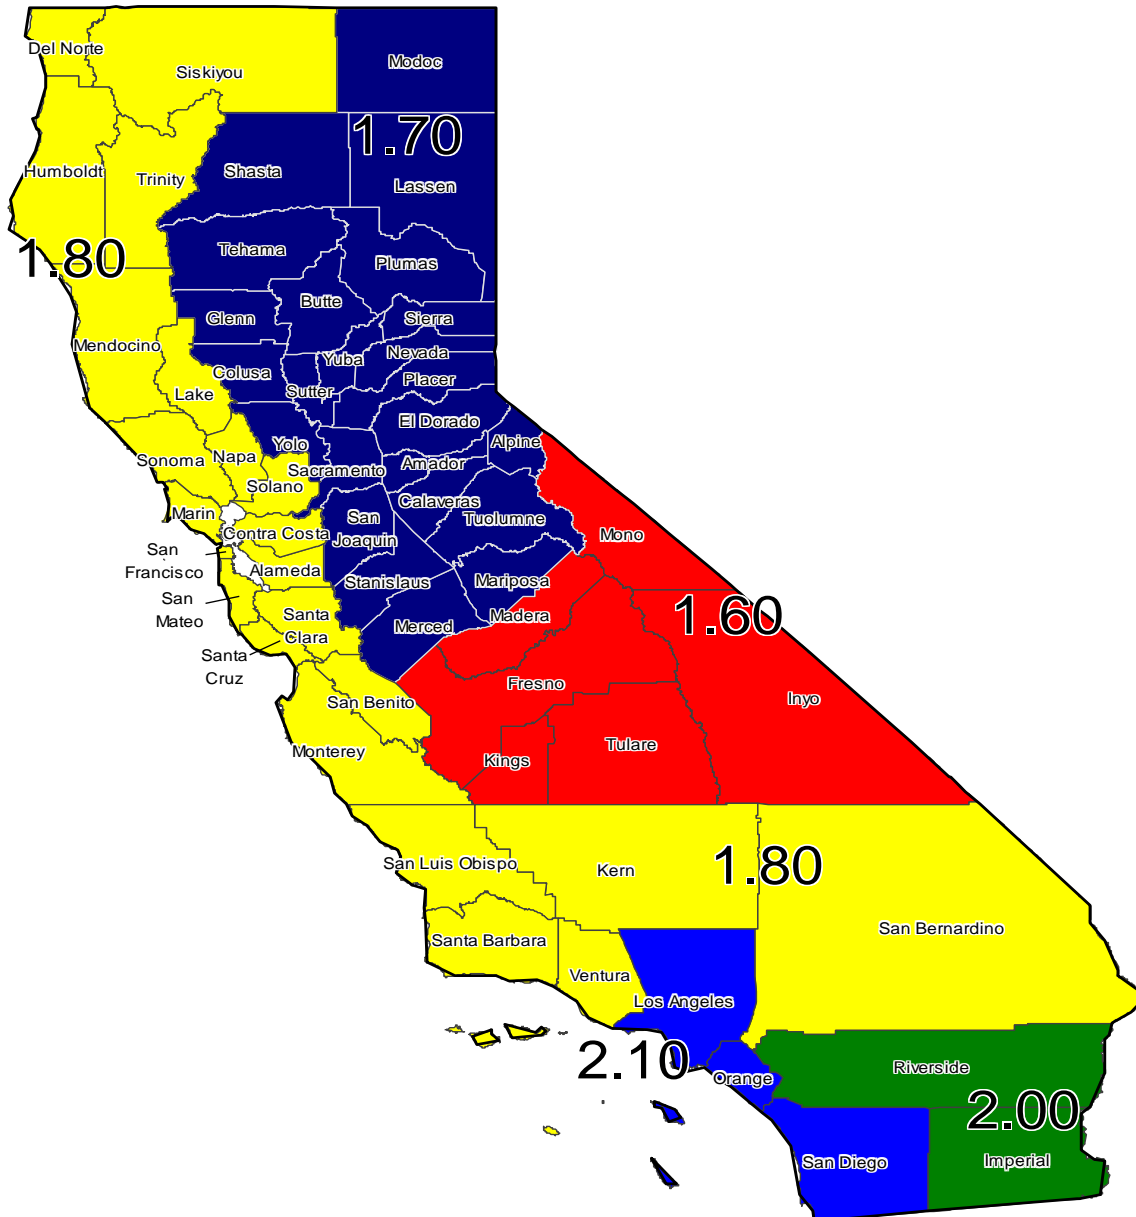 Del Norte
Siskiyou
Modoc
1.70
Humboldt
Trinity
Shasta
Lassen
1.80
Tehama
Plumas
Butte
Glenn
Sierra
Mendocino
Yuba
Nevada
Colusa
Placer
Lake
Sutter
El Dorado
Alpine
Yolo
Napa
Sonoma
Sacramento
Amador
Solano
Calaveras
Marin
San
Joaquin
Tuolumne
Contra Costa
Mono
San
Francisco
Alameda
Stanislaus
Mariposa
San
Mateo
Santa
Clara
Madera
1.60
Merced
Santa
Cruz
Fresno
San Benito
Inyo
Monterey
Kings
Tulare
San Luis Obispo
Kern
1.80
San Bernardino
Santa Barbara
Ventura
Los Angeles
2.10
Orange
Riverside
2.00
San Diego
Imperial